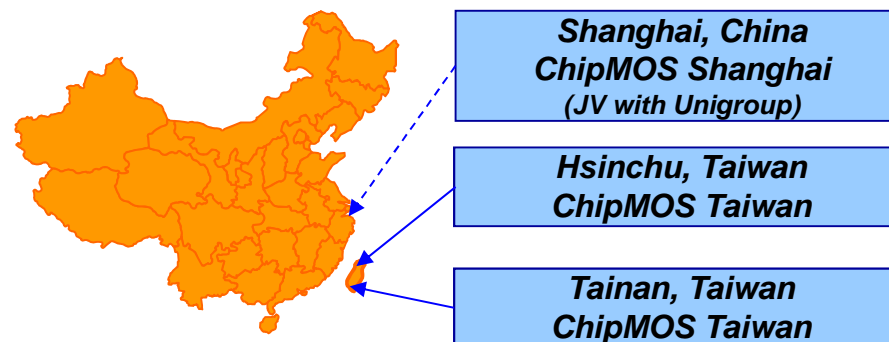 Shanghai, China
ChipMOS Shanghai
(JV with Unigroup)
Hsinchu, Taiwan
ChipMOS Taiwan
Tainan, Taiwan
ChipMOS Taiwan